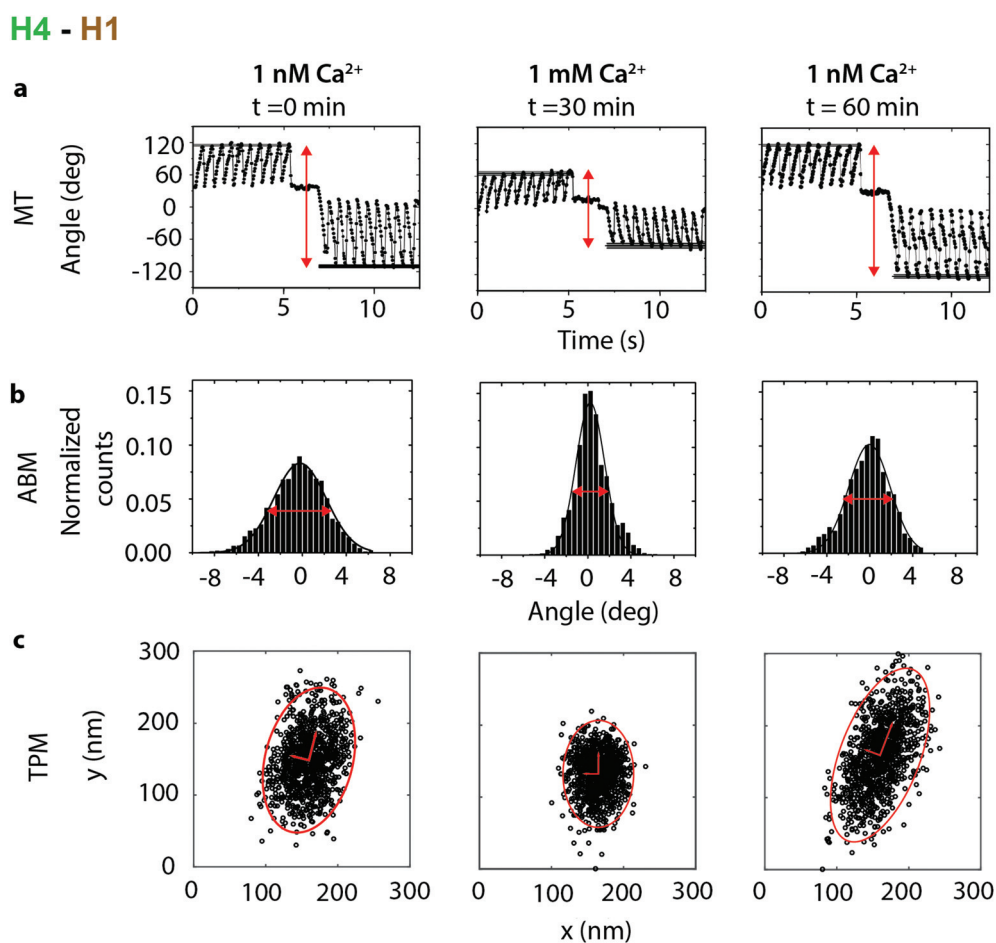 H4 - H1
1 nM Ca²⁺ 1 mM Ca²⁺ 1 nM Ca²⁺
a t =0 min t =30 min t = 60 min
MT
Angle (deg)
120
60
0
-60
-120
0 5 10 0 5 10 0 5 10
Time (s)
b
ABM
Normalized
counts
0.15
0.10
0.05
0.00
-8 -4 0 4 8 -8 -4 0 4 8 -8 -4 0 4 8
Angle (deg)
c
TPM
y (nm)
300
200
100
0
0 100 200 300 0 100 200 300 0 100 200 300
x (nm)